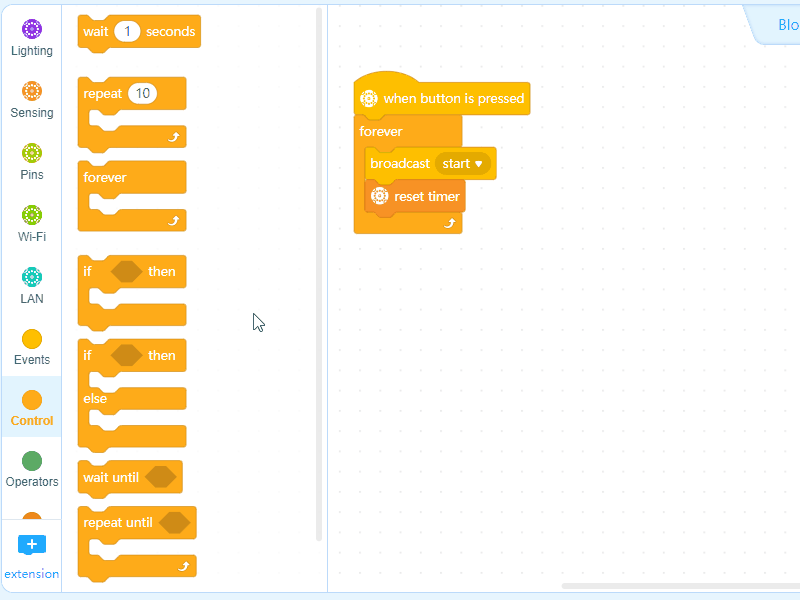 Lighting
Sensing
Pins
Wi-Fi
LAN
Events
Control
Operators
extension
wait 1 seconds
repeat 10
forever
if then
if then
else
wait until
repeat until
when button is pressed
forever
broadcast start ▾
reset timer
Blo